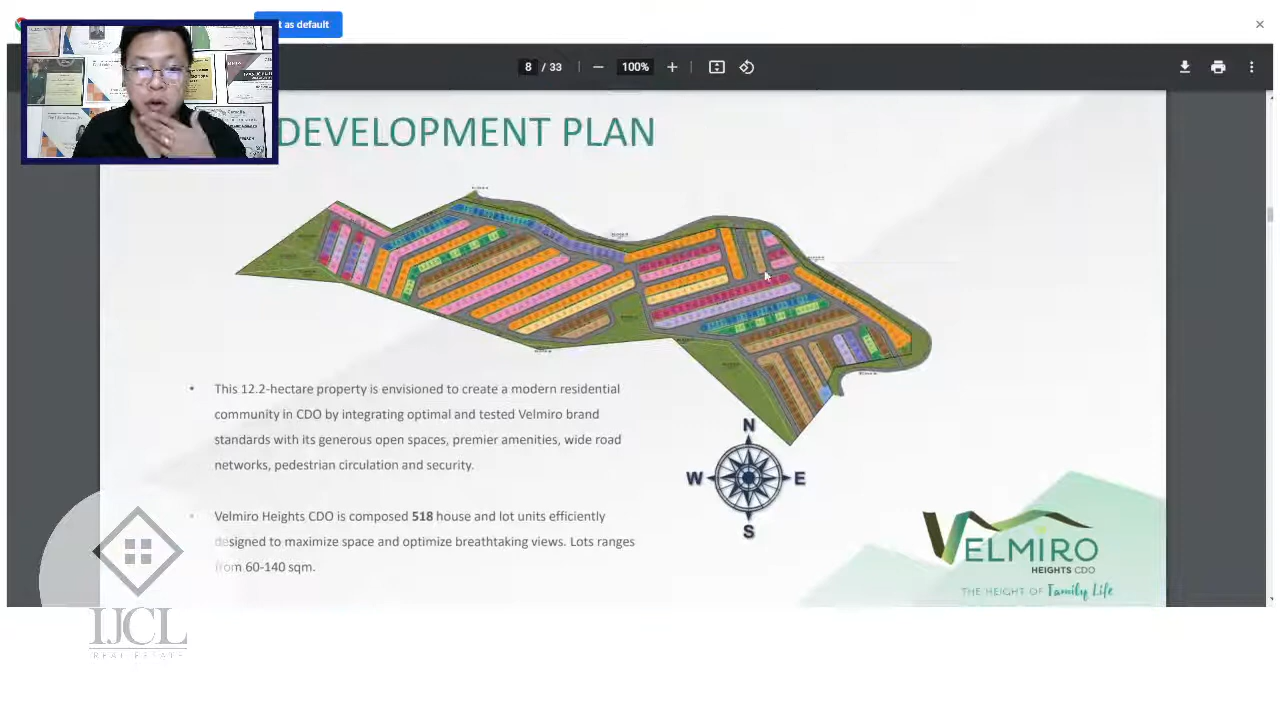 as default
8 / 33
100%
DEVELOPMENT PLAN
• This 12.2-hectare property is envisioned to create a modern residential
community in CDO by integrating optimal and tested Velmiro brand
standards with its generous open spaces, premier amenities, wide road
networks, pedestrian circulation and security.
• Velmiro Heights CDO is composed 518 house and lot units efficiently
designed to maximize space and optimize breathtaking views. Lots ranges
from 60-140 sqm.
N
W E
S
VELMIRO
HEIGHTS CDO
THE HEIGHT OF Family Life
IJCL
REAL ESTATE